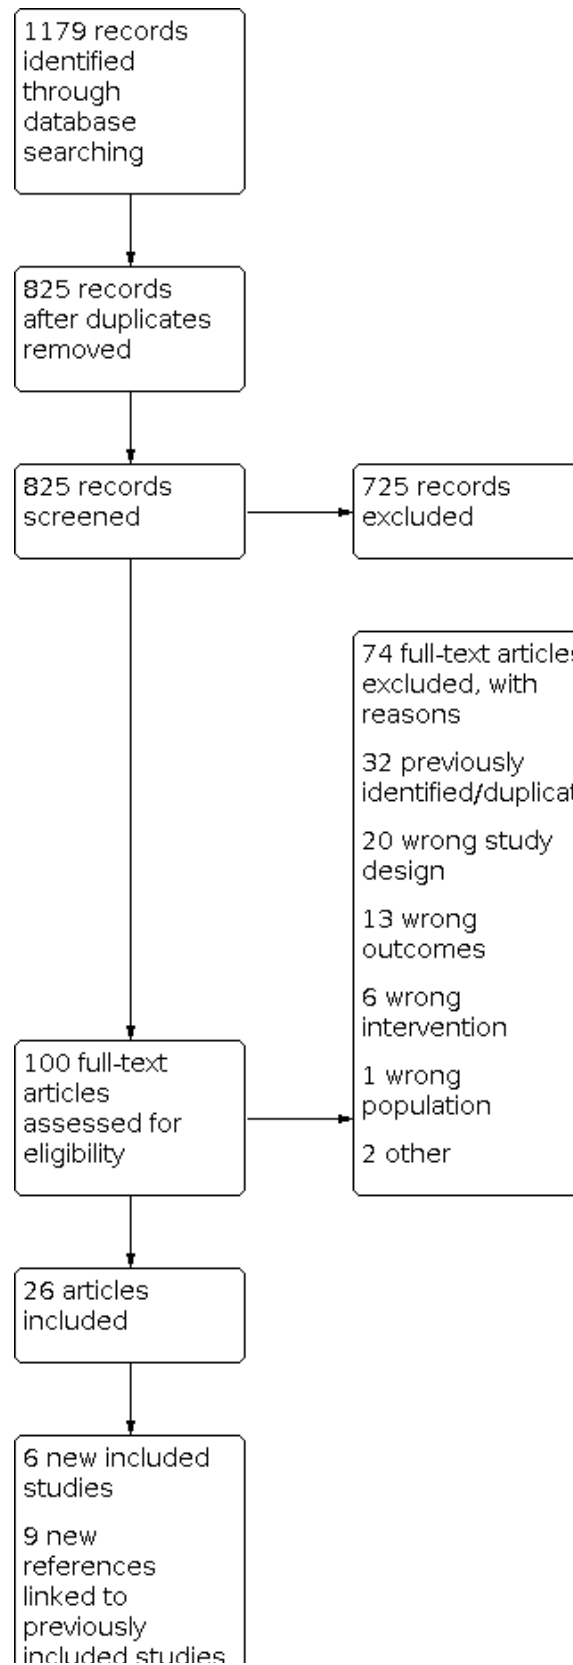 1179 records
identified
through
database
searching
825 records
after duplicates
removed
825 records
screened
725 records
excluded
74 full-text articles
excluded, with
reasons
32 previously
identified/duplicat
20 wrong study
design
13 wrong
outcomes
6 wrong
intervention
1 wrong
population
2 other
100 full-text
articles
assessed for
eligibility
26 articles
included
6 new included
studies
9 new
references
linked to
previously
included studies